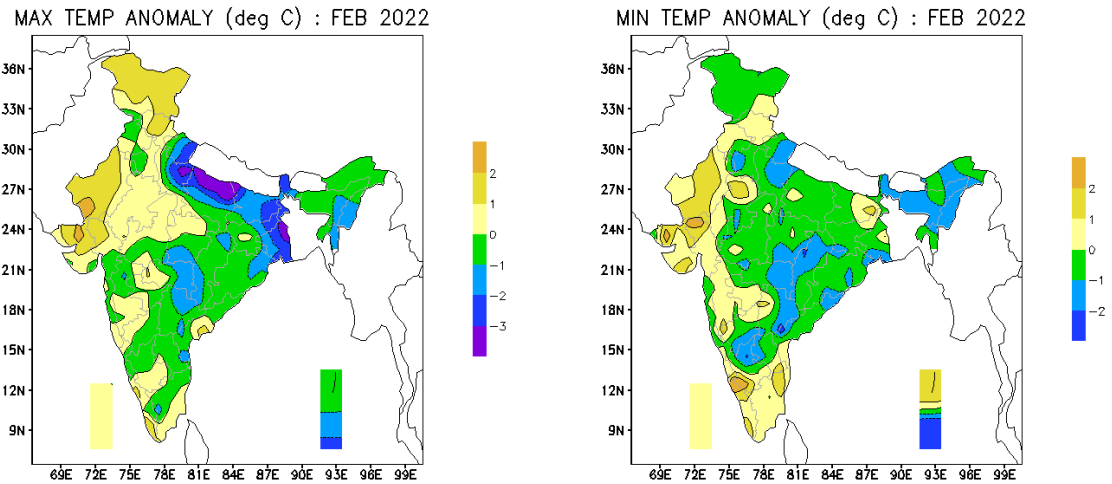 MAX TEMP ANOMALY (deg C) : FEB 2022
36N
33N
30N
27N
24N
21N
18N
15N
12N
9N
69E 72E 75E 78E 81E 84E 87E 90E 93E 96E 99E
2
1
0
−1
−2
−3
MIN TEMP ANOMALY (deg C) : FEB 2022
36N
33N
30N
27N
24N
21N
18N
15N
12N
9N
69E 72E 75E 78E 81E 84E 87E 90E 93E 96E 99E
2
1
0
−1
−2